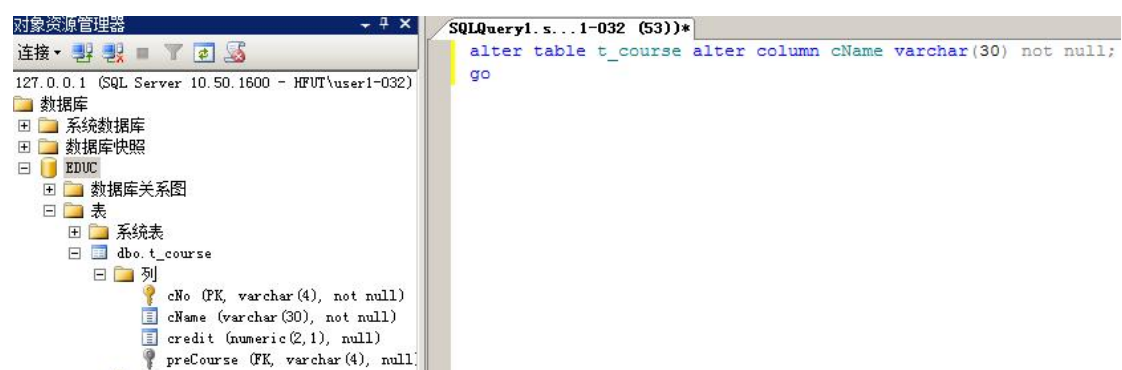 对象资源管理器
连接
127.0.0.1 (SQL Server 10.50.1600 - HFUT\user1-032)
数据库
系统数据库
数据库快照
EDUC
数据库关系图
表
系统表
dbo.t_course
列
cNo (PK, varchar(4), not null)
cName (varchar(30), not null)
credit (numeric(2,1), null)
preCourse (FK, varchar(4), null
SQLQuery1.s...1-032 (53))*
alter table t_course alter column cName varchar(30) not null;
go